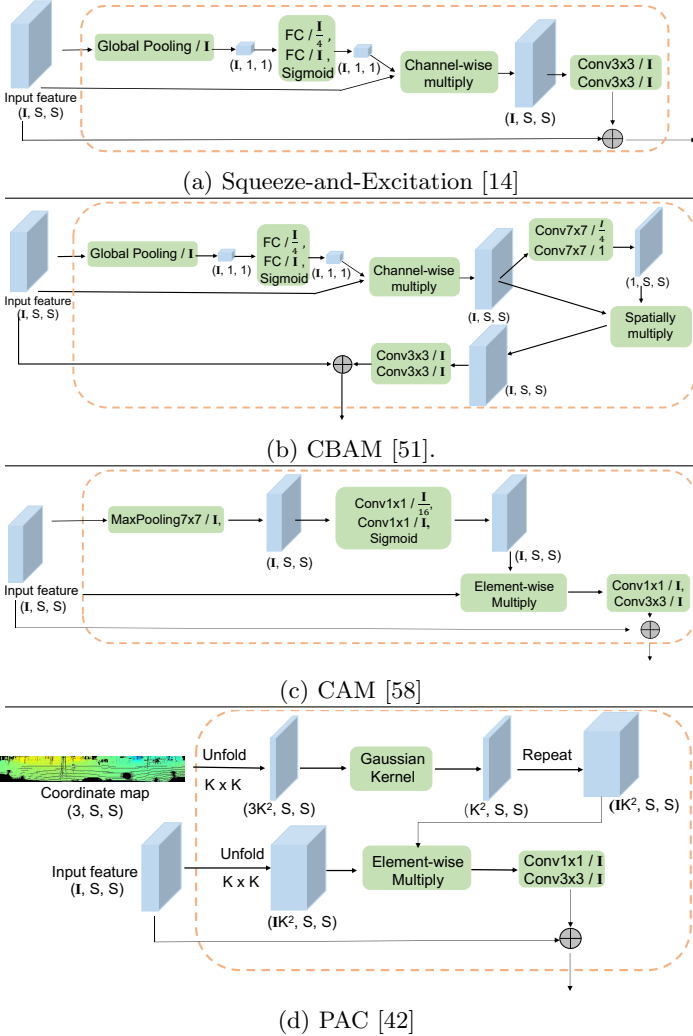 Global Pooling / I
(I, 1, 1)
FC / I/4 ,
FC / I ,
Sigmoid
(I, 1, 1)
Channel-wise
multiply
(I, S, S)
Conv3x3 / I
Conv3x3 / I
Input feature
(I, S, S)
(a) Squeeze-and-Excitation [14]
Global Pooling / I
(I, 1, 1)
FC / I/4 ,
FC / I ,
Sigmoid
(I, 1, 1)
Channel-wise
multiply
(I, S, S)
Conv7x7 / I/4
Conv7x7 / 1
(1, S, S)
Spatially
multiply
Input feature
(I, S, S)
Conv3x3 / I
Conv3x3 / I
(I, S, S)
(b) CBAM [51].
MaxPooling7x7 / I,
(I, S, S)
Conv1x1 / I/16,
Conv1x1 / I,
Sigmoid
(I, S, S)
Input feature
(I, S, S)
Element-wise
Multiply
Conv1x1 / I,
Conv3x3 / I
(c) CAM [58]
Coordinate map
(3, S, S)
Unfold
K x K
(3K², S, S)
Gaussian
Kernel
(K², S, S)
Repeat
(IK², S, S)
Input feature
(I, S, S)
Unfold
K x K
(IK², S, S)
Element-wise
Multiply
Conv1x1 / I
Conv3x3 / I
(d) PAC [42]